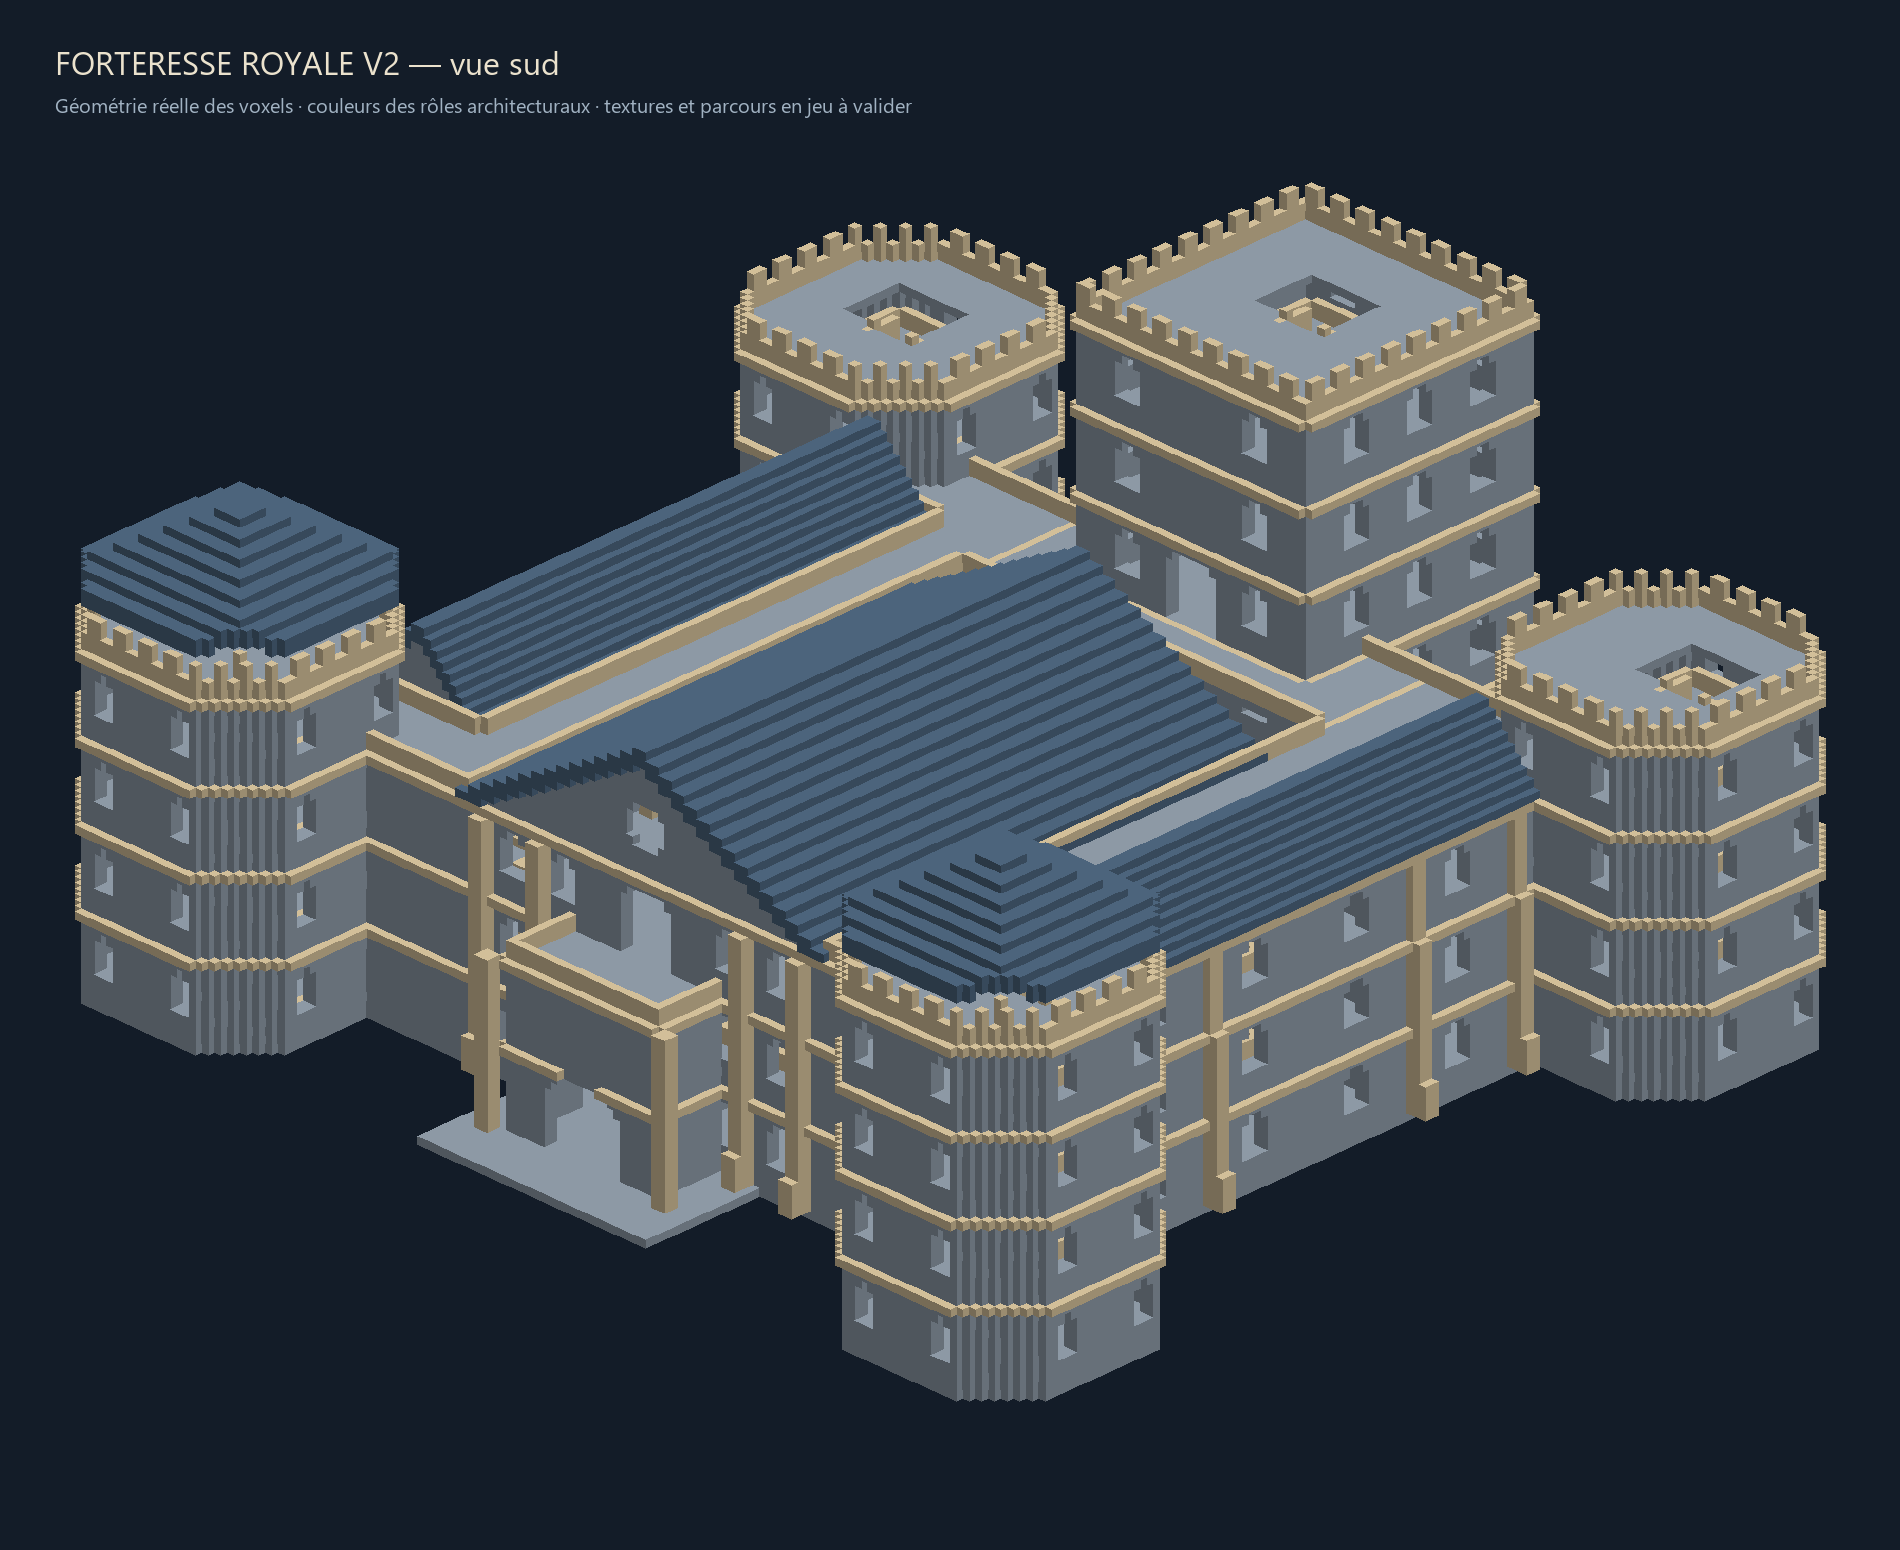 FORTERESSE ROYALE V2 — vue sud
Géométrie réelle des voxels · couleurs des rôles architecturaux · textures et parcours en jeu à valider